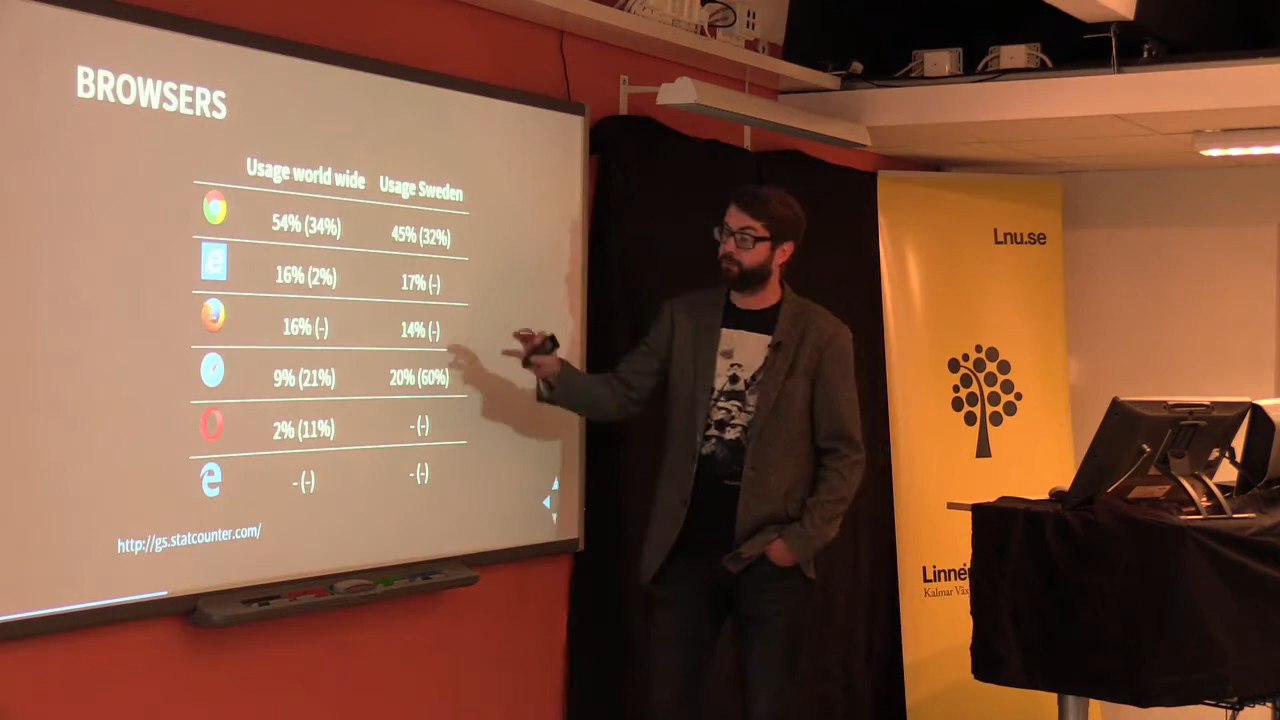 BROWSERS
Usage world wide Usage Sweden
54% (34%) 45% (32%)
16% (2%) 17% (-)
16% (-) 14% (-)
9% (21%) 20% (60%)
2% (11%) - (-)
- (-) - (-)
http://gs.statcounter.com/
Lnu.se
Kalmar